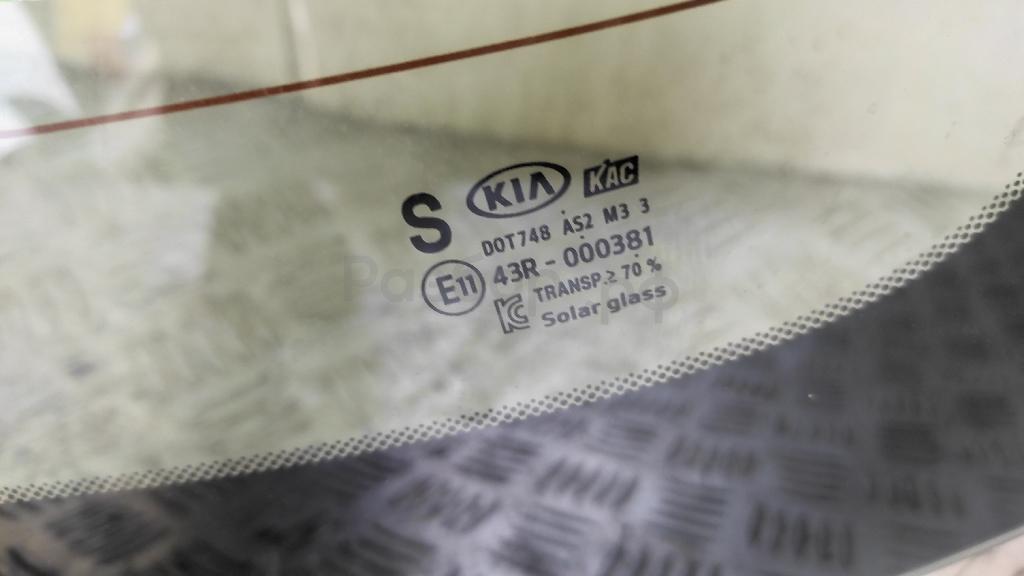 S KIA KAC
DOT748 AS2 M3 3
E11 43R - 000381
TRANSP.≥ 70 %
Solar glass